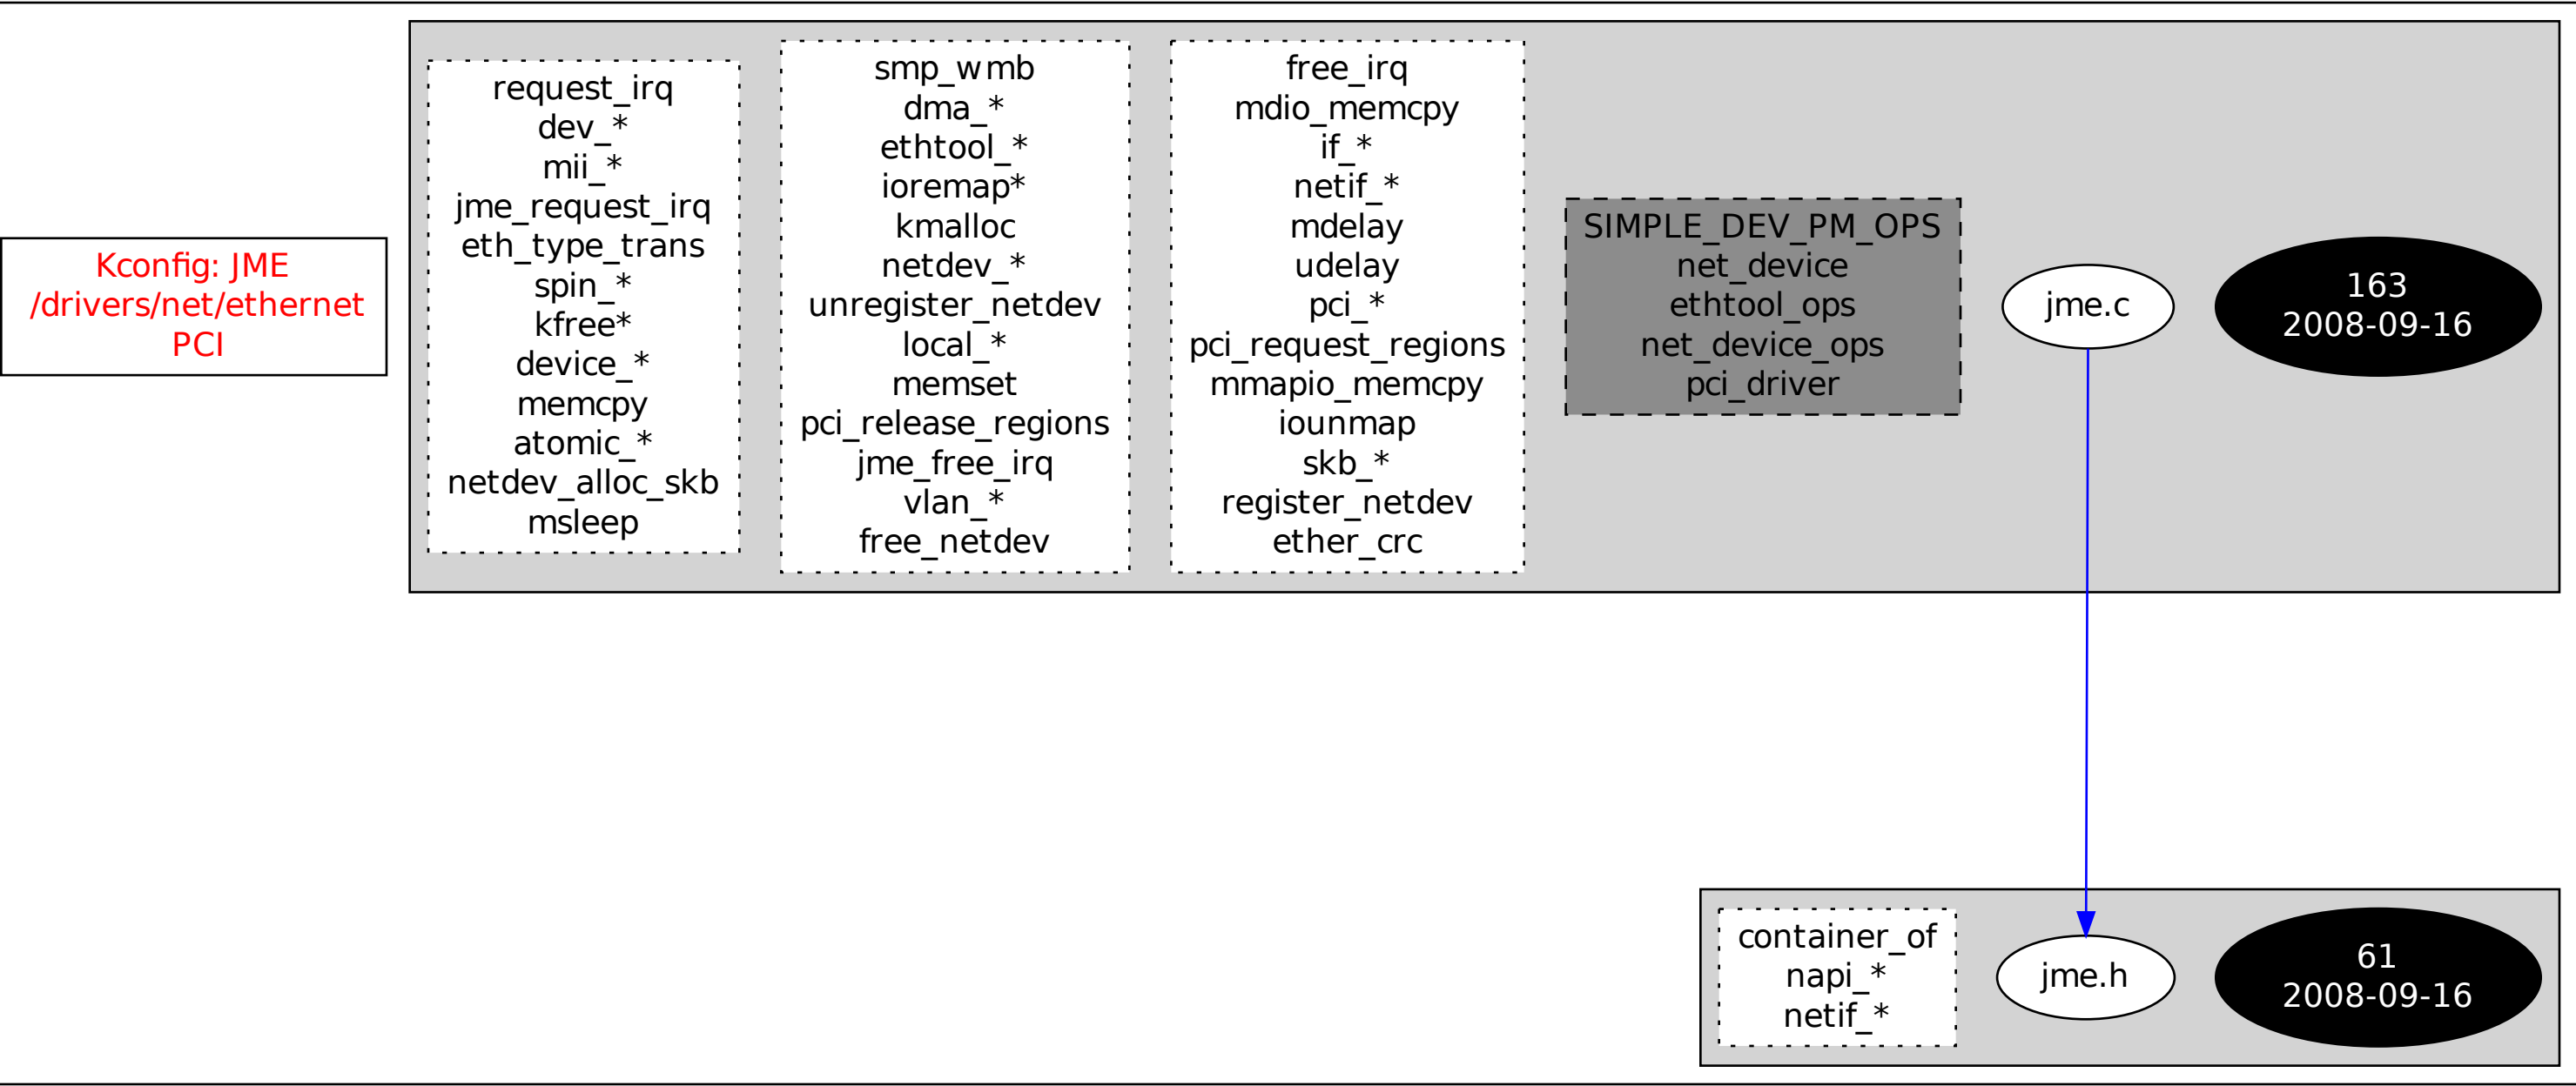 Kconfig: JME
/drivers/net/ethernet
PCI
request_irq
dev_*
mii_*
jme_request_irq
eth_type_trans
spin_*
kfree*
device_*
memcpy
atomic_*
netdev_alloc_skb
msleep
smp_wmb
dma_*
ethtool_*
ioremap*
kmalloc
netdev_*
unregister_netdev
local_*
memset
pci_release_regions
jme_free_irq
vlan_*
free_netdev
free_irq
mdio_memcpy
if_*
netif_*
mdelay
udelay
pci_*
pci_request_regions
mmapio_memcpy
iounmap
skb_*
register_netdev
ether_crc
SIMPLE_DEV_PM_OPS
net_device
ethtool_ops
net_device_ops
pci_driver
jme.c
163
2008-09-16
container_of
napi_*
netif_*
jme.h
61
2008-09-16